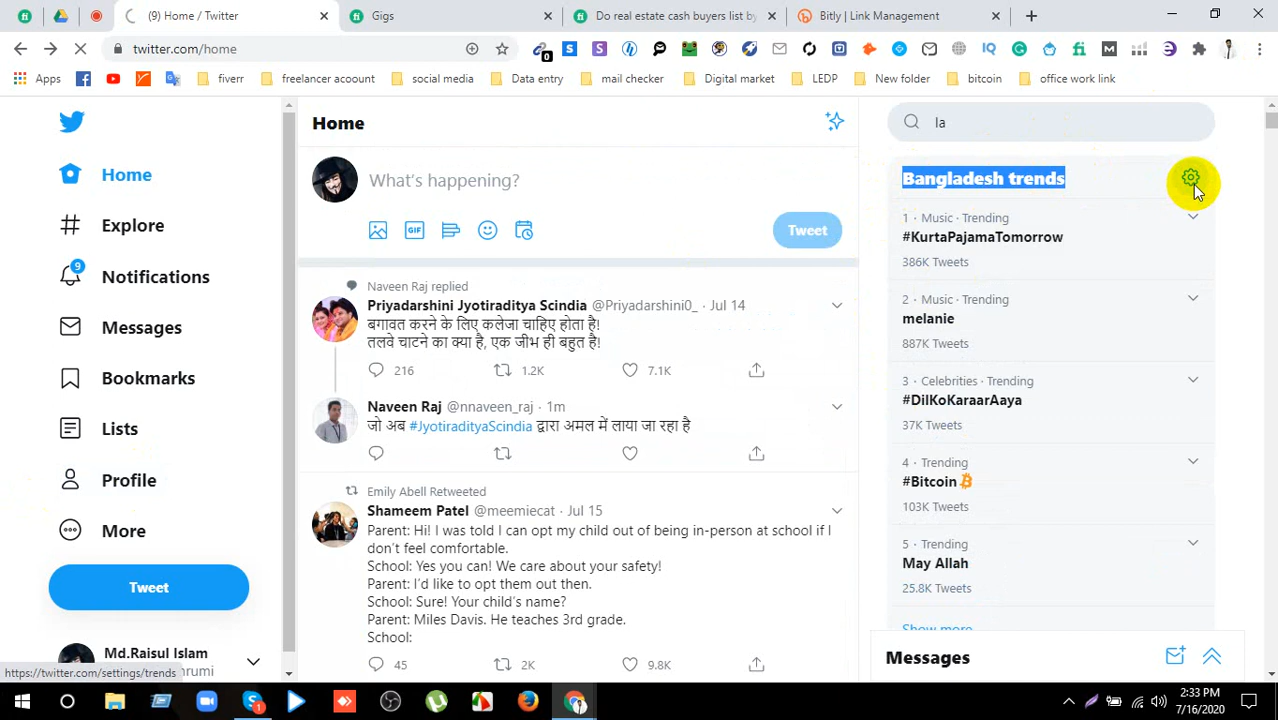 (9) Home / Twitter
Gigs
Do real estate cash buyers list by
Bitly | Link Management
twitter.com/home
0
IQ
Apps
fiverr
freelancer acoount
social media
Data entry
mail checker
Digital market
LEDP
New folder
bitcoin
office work link
Home
Explore
9
Notifications
Messages
Bookmarks
Lists
Profile
More
Tweet
Md.Raisul Islam
nrumi
https://twitter.com/settings/trends
Home
What's happening?
GIF
Tweet
Naveen Raj replied
Priyadarshini Jyotiraditya Scindia @Priyadarshini0_ · Jul 14
बगावत करने के लिए कलेजा चाहिए होता है!
तलवे चाटने का क्या है, एक जीभ ही बहुत है!
216 1.2K 7.1K
Naveen Raj @nnaveen_raj · 1m
जो अब #JyotiradityaScindia द्वारा अमल में लाया जा रहा है
Emily Abell Retweeted
Shameem Patel @meemiecat · Jul 15
Parent: Hi! I was told I can opt my child out of being in-person at school if I
don't feel comfortable.
School: Yes you can! We care about your safety!
Parent: I'd like to opt them out then.
School: Sure! Your child's name?
Parent: Miles Davis. He teaches 3rd grade.
School:
45 2K 9.8K
la
Bangladesh trends
1 · Music · Trending
#KurtaPajamaTomorrow
386K Tweets
2 · Music · Trending
melanie
887K Tweets
3 · Celebrities · Trending
#DilKoKaraarAaya
37K Tweets
4 · Trending
#Bitcoin
103K Tweets
5 · Trending
May Allah
25.8K Tweets
Show more
Messages
2:33 PM
7/16/2020